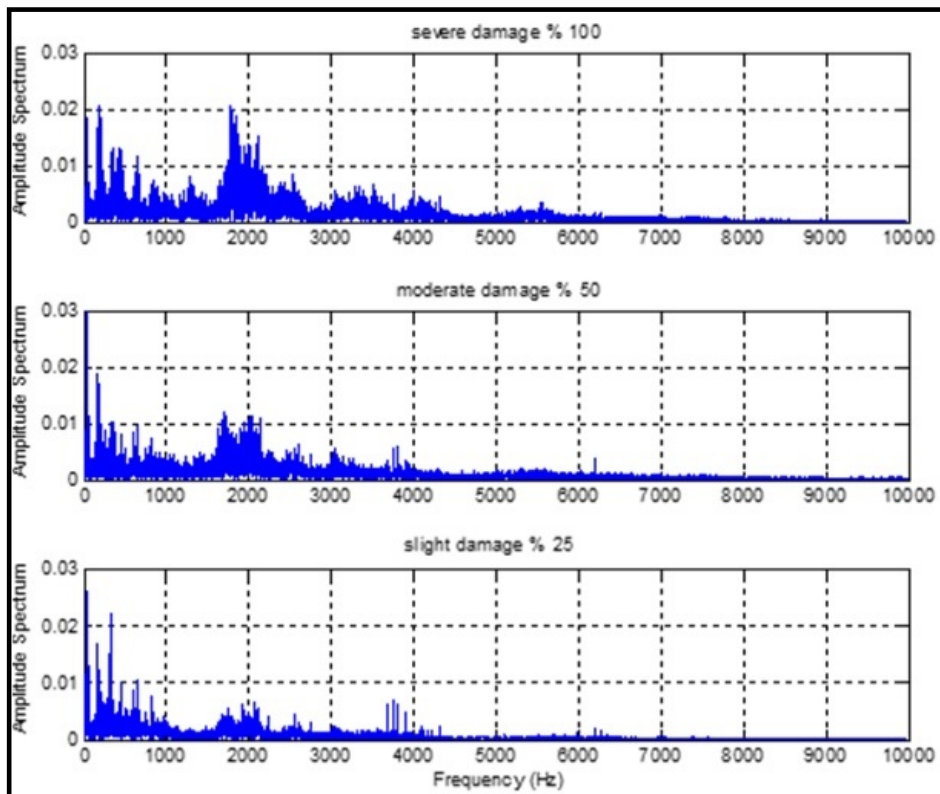 severe damage % 100
Amplitude Spectrum
0.03
0.02
0.01
0
0 1000 2000 3000 4000 5000 6000 7000 8000 9000 10000
moderate damage % 50
Amplitude Spectrum
0.03
0.02
0.01
0
0 1000 2000 3000 4000 5000 6000 7000 8000 9000 10000
slight damage % 25
Amplitude Spectrum
0.03
0.02
0.01
0
0 1000 2000 3000 4000 5000 6000 7000 8000 9000 10000
Frequency (Hz)